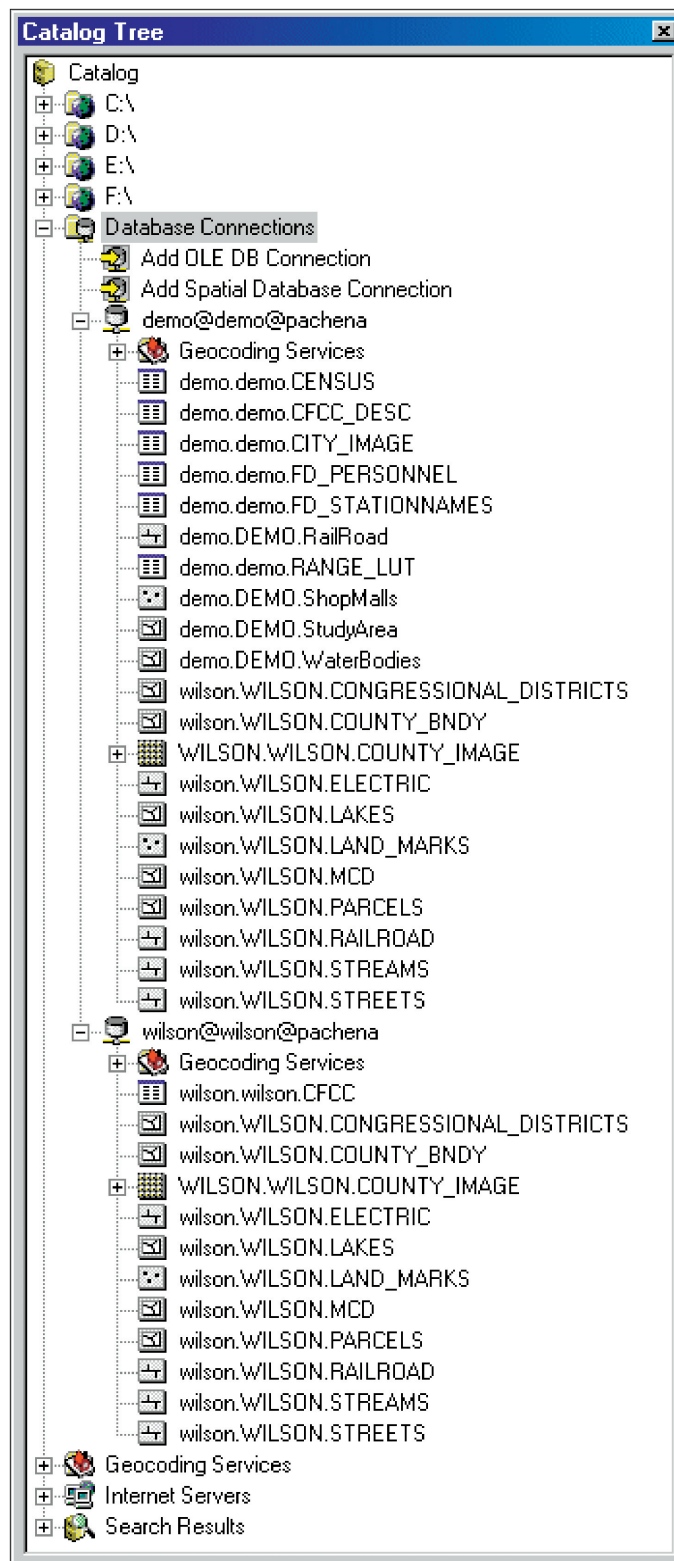 Catalog Tree
Catalog
C:\
D:\
E:\
F:\
Database Connections
Add OLE DB Connection
Add Spatial Database Connection
demo@demo@pachena
Geocoding Services
demo.demo.CENSUS
demo.demo.CFCC_DESC
demo.demo.CITY_IMAGE
demo.demo.FD_PERSONNEL
demo.demo.FD_STATIONNAMES
demo.DEMO.RailRoad
demo.demo.RANGE_LUT
demo.DEMO.ShopMalls
demo.DEMO.StudyArea
demo.DEMO.WaterBodies
wilson.WILSON.CONGRESSIONAL_DISTRICTS
wilson.WILSON.COUNTY_BNDY
WILSON.WILSON.COUNTY_IMAGE
wilson.WILSON.ELECTRIC
wilson.WILSON.LAKES
wilson.WILSON.LAND_MARKS
wilson.WILSON.MCD
wilson.WILSON.PARCELS
wilson.WILSON.RAILROAD
wilson.WILSON.STREAMS
wilson.WILSON.STREETS
wilson@wilson@pachena
Geocoding Services
wilson.wilson.CFCC
wilson.WILSON.CONGRESSIONAL_DISTRICTS
wilson.WILSON.COUNTY_BNDY
WILSON.WILSON.COUNTY_IMAGE
wilson.WILSON.ELECTRIC
wilson.WILSON.LAKES
wilson.WILSON.LAND_MARKS
wilson.WILSON.MCD
wilson.WILSON.PARCELS
wilson.WILSON.RAILROAD
wilson.WILSON.STREAMS
wilson.WILSON.STREETS
Geocoding Services
Internet Servers
Search Results